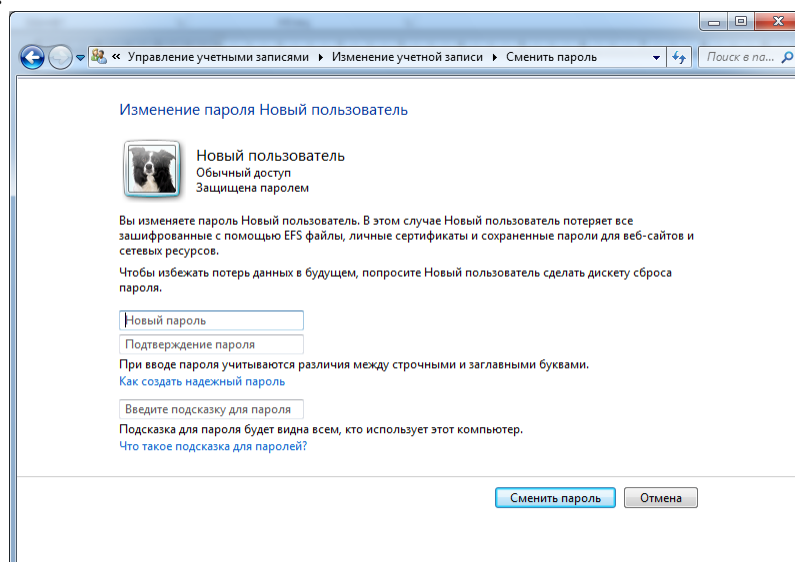 « Управление учетными записями ▸ Изменение учетной записи ▸ Сменить пароль
Поиск в па...
Изменение пароля Новый пользователь
Новый пользователь
Обычный доступ
Защищена паролем
Вы изменяете пароль Новый пользователь. В этом случае Новый пользователь потеряет все
зашифрованные с помощью EFS файлы, личные сертификаты и сохраненные пароли для веб-сайтов и
сетевых ресурсов.
Чтобы избежать потерь данных в будущем, попросите Новый пользователь сделать дискету сброса
пароля.
Новый пароль
Подтверждение пароля
При вводе пароля учитываются различия между строчными и заглавными буквами.
Как создать надежный пароль
Введите подсказку для пароля
Подсказка для пароля будет видна всем, кто использует этот компьютер.
Что такое подсказка для паролей?
Сменить пароль
Отмена